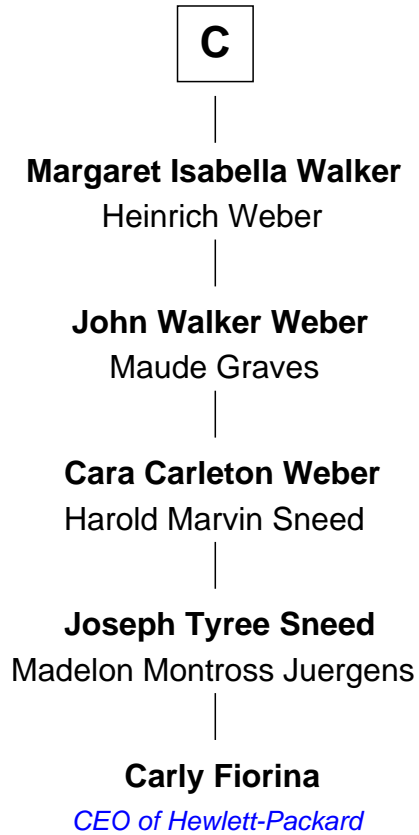 C
Margaret Isabella Walker
Heinrich Weber
John Walker Weber
Maude Graves
Cara Carleton Weber
Harold Marvin Sneed
Joseph Tyree Sneed
Madelon Montross Juergens
Carly Fiorina
CEO of Hewlett-Packard